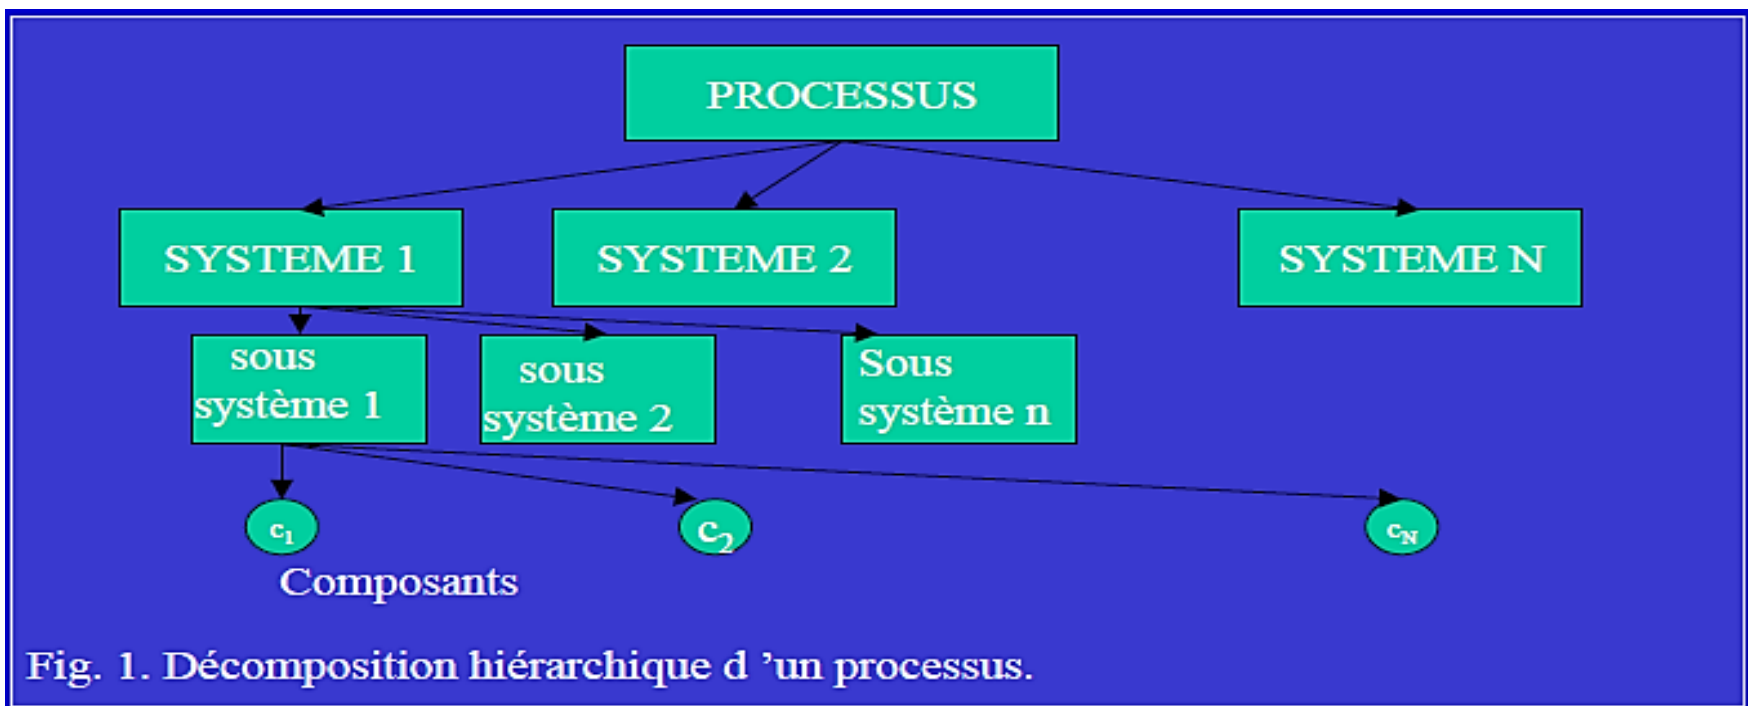 PROCESSUS
SYSTEME 1
SYSTEME 2
SYSTEME N
sous
système 1
sous
système 2
Sous
système n
c₁
c₂
c_N
Composants
Fig. 1. Décomposition hiérarchique d ’un processus.